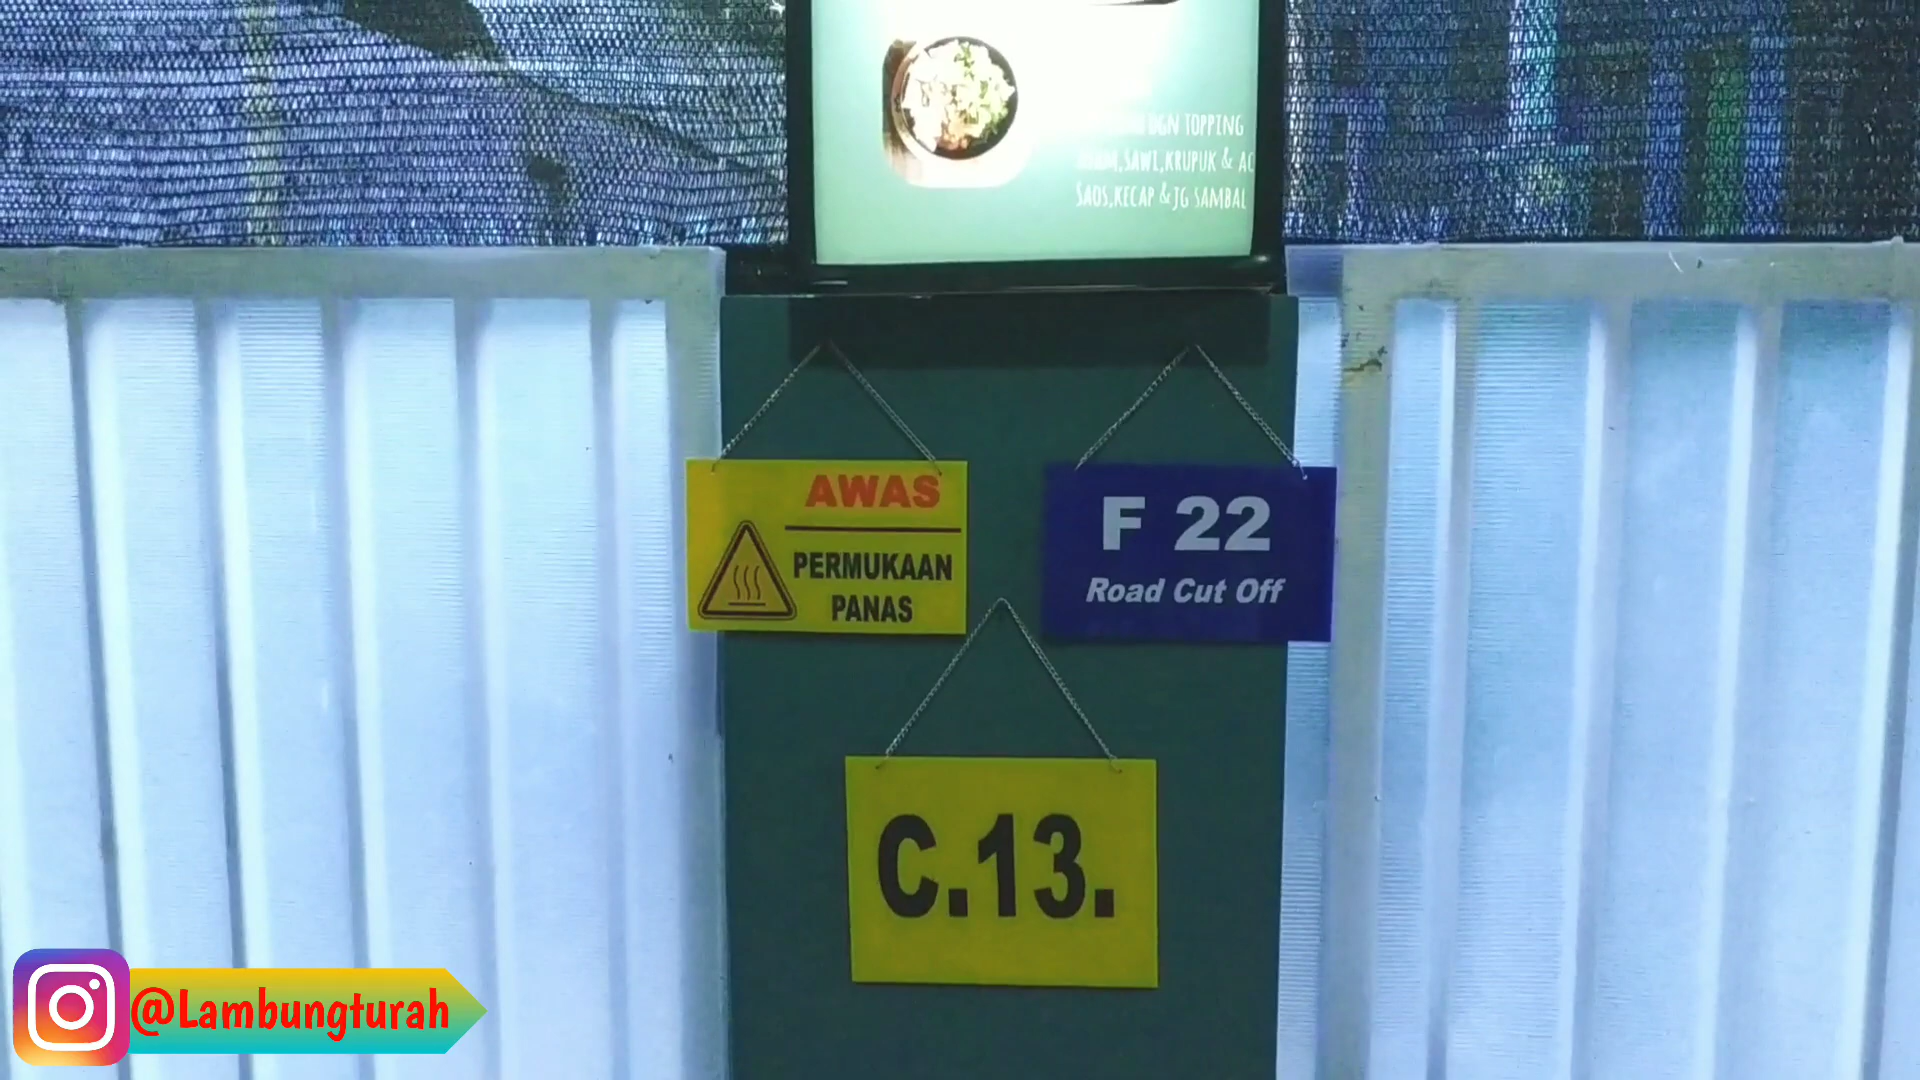 DGN TOPPING
,SAWI,KRUPUK & AC
SAOS,KECAP & JG SAMBAL
AWAS
PERMUKAAN
PANAS
F 22
Road Cut Off
C.13.
@Lambungturah